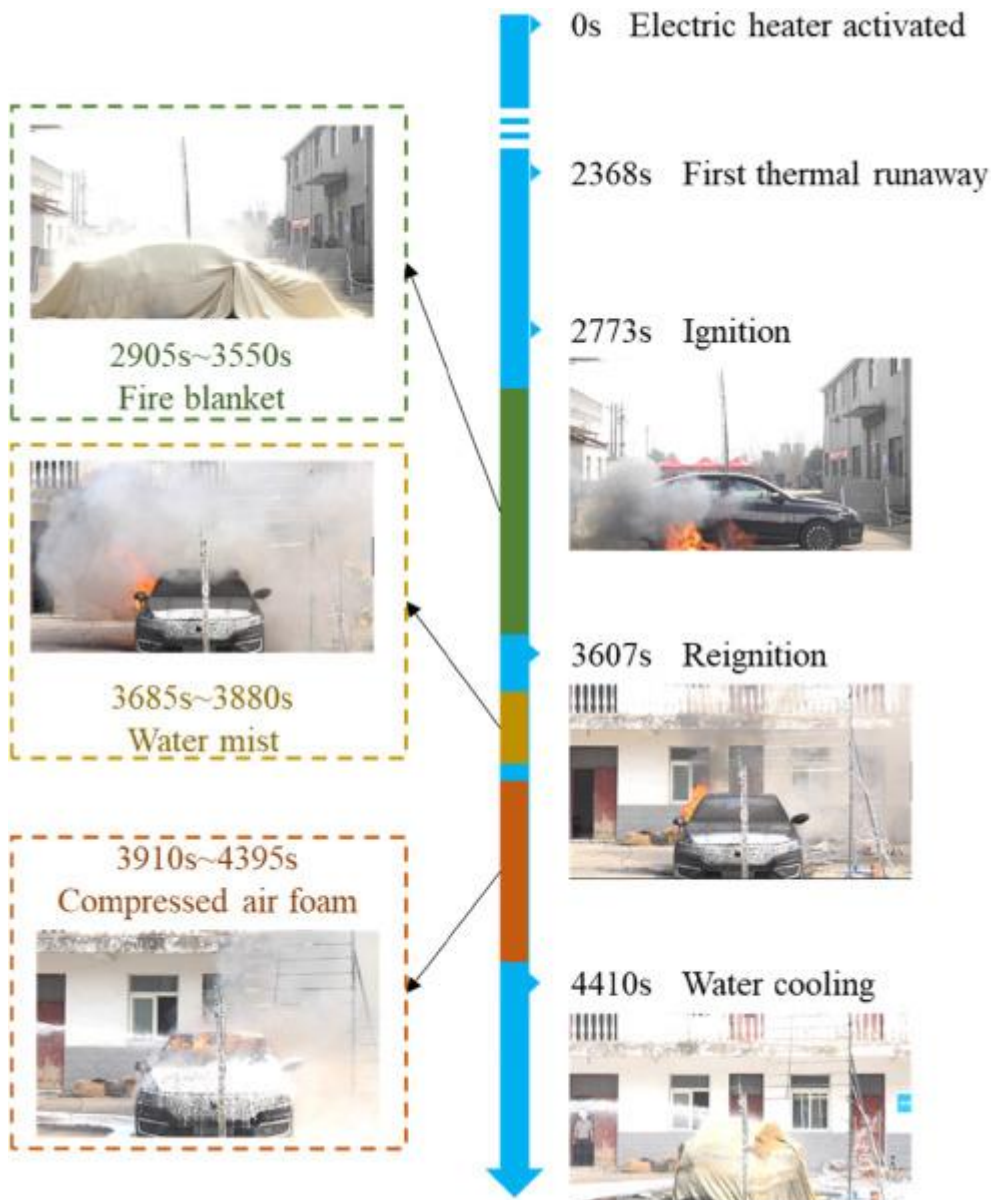 0s Electric heater activated
2368s First thermal runaway
2773s Ignition
2905s~3550s
Fire blanket
3607s Reignition
3685s~3880s
Water mist
3910s~4395s
Compressed air foam
4410s Water cooling